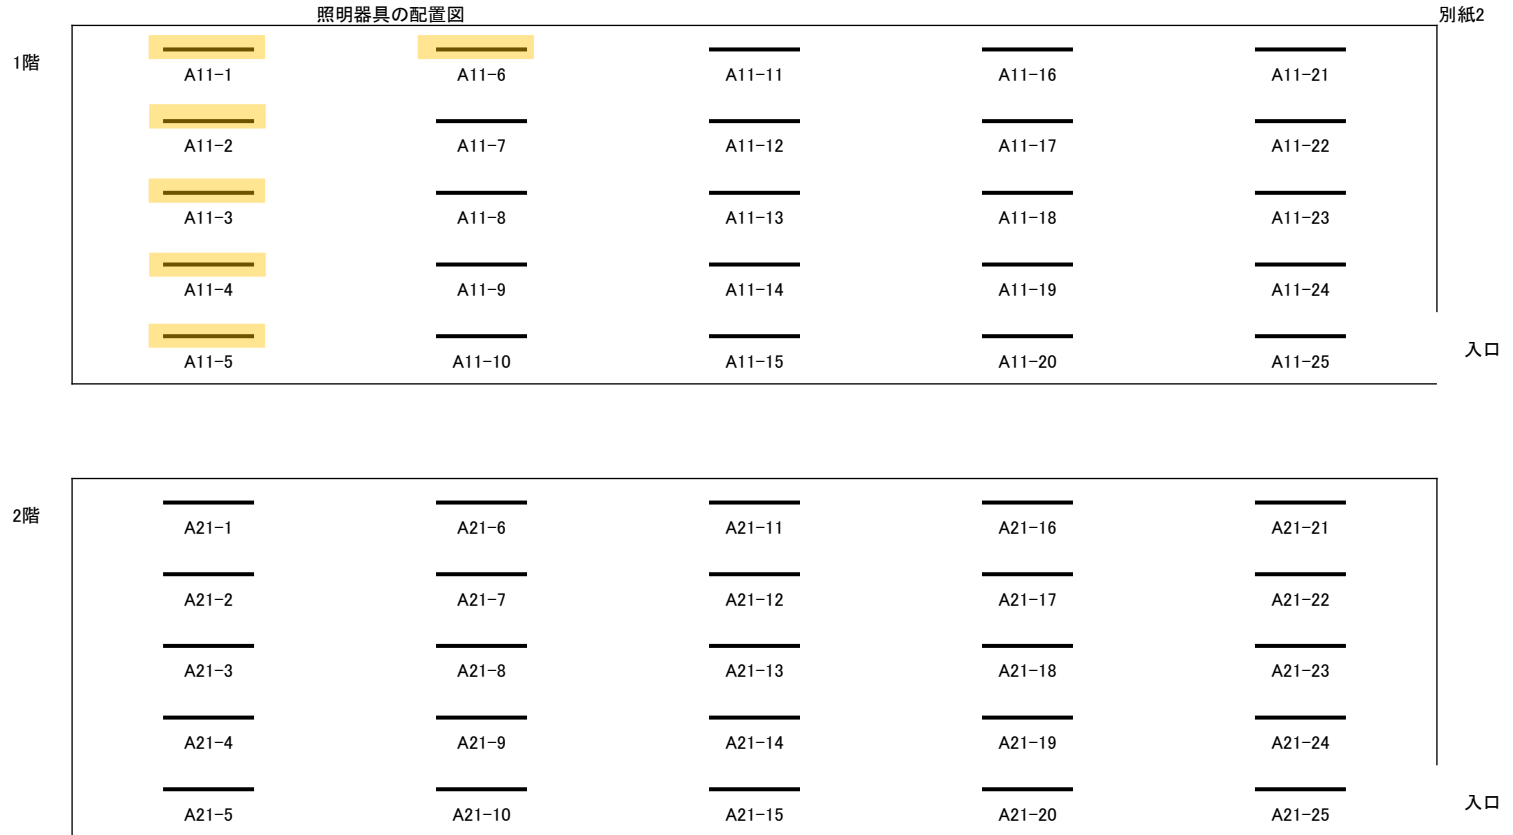 照明器具の配置図
別紙2
1階
A11-1 A11-6 A11-11 A11-16 A11-21
A11-2 A11-7 A11-12 A11-17 A11-22
A11-3 A11-8 A11-13 A11-18 A11-23
A11-4 A11-9 A11-14 A11-19 A11-24
A11-5 A11-10 A11-15 A11-20 A11-25
入口
2階
A21-1 A21-6 A21-11 A21-16 A21-21
A21-2 A21-7 A21-12 A21-17 A21-22
A21-3 A21-8 A21-13 A21-18 A21-23
A21-4 A21-9 A21-14 A21-19 A21-24
A21-5 A21-10 A21-15 A21-20 A21-25
入口